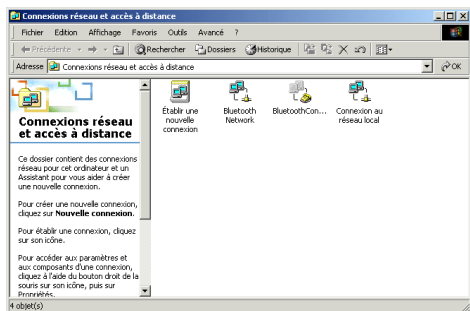 Connexions réseau et accès à distance
Fichier Edition Affichage Favoris Outils Avancé ?
Précédente Rechercher Dossiers Historique
Adresse Connexions réseau et accès à distance OK
Connexions réseau
et accès à distance
Ce dossier contient des connexions
réseau pour cet ordinateur et un
Assistant pour vous aider à créer
une nouvelle connexion.
Pour créer une nouvelle connexion,
cliquez sur Nouvelle connexion.
Pour établir une connexion, cliquez
sur son icône.
Pour accéder aux paramètres et
aux composants d'une connexion,
cliquez à l'aide du bouton droit de la
souris sur son icône, puis sur
Propriétés.
Établir une
nouvelle
connexion
Bluetooth
Network
BluetoothCon...
Connexion au
réseau local
4 objet(s)